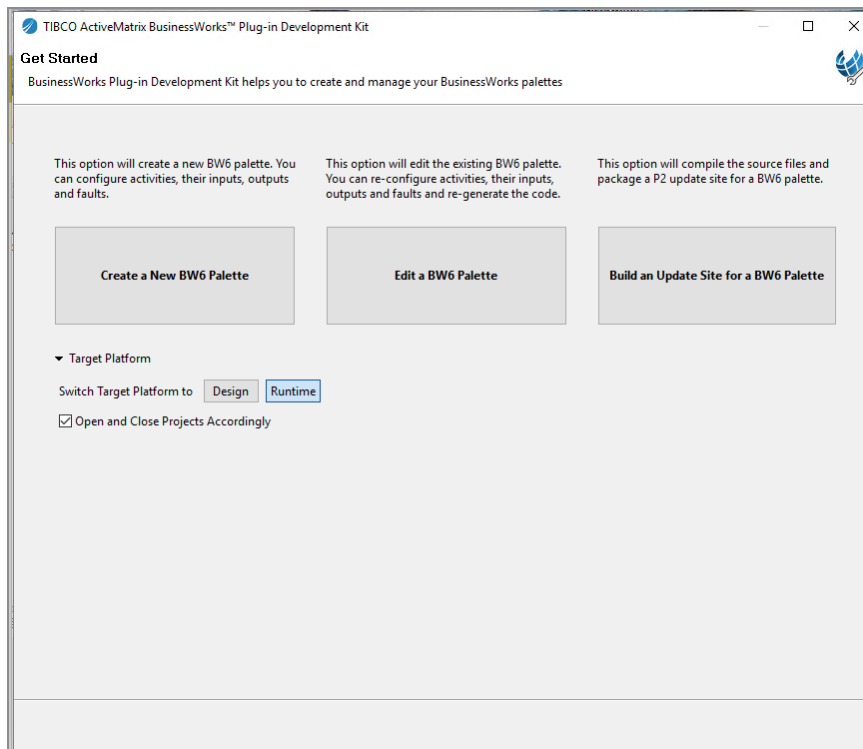 TIBCO ActiveMatrix BusinessWorks™ Plug-in Development Kit
Get Started
BusinessWorks Plug-in Development Kit helps you to create and manage your BusinessWorks palettes
This option will create a new BW6 palette. You
can configure activities, their inputs, outputs
and faults.
This option will edit the existing BW6 palette.
You can re-configure activities, their inputs,
outputs and faults and re-generate the code.
This option will compile the source files and
package a P2 update site for a BW6 palette.
Create a New BW6 Palette
Edit a BW6 Palette
Build an Update Site for a BW6 Palette
Target Platform
Switch Target Platform to Design Runtime
Open and Close Projects Accordingly